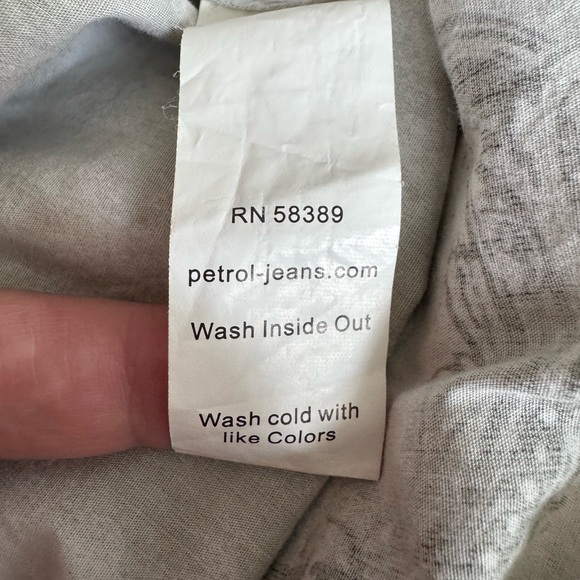 RN 58389
petrol-jeans.com
Wash Inside Out
Wash cold with
like Colors